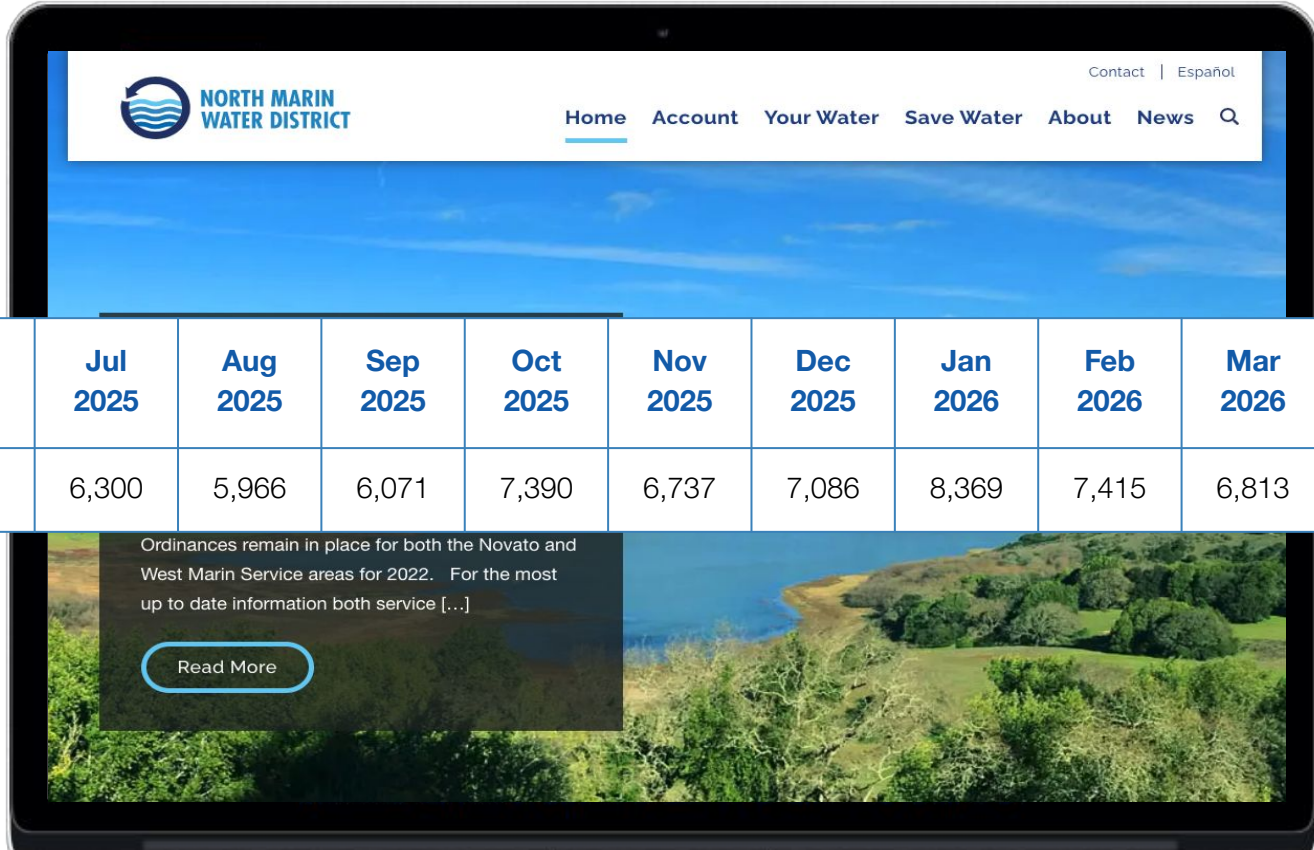 Contact | Español
NORTH MARIN
WATER DISTRICT
Home Account Your Water Save Water About News
Jul 2025 Aug 2025 Sep 2025 Oct 2025 Nov 2025 Dec 2025 Jan 2026 Feb 2026 Mar 2026
6,300 5,966 6,071 7,390 6,737 7,086 8,369 7,415 6,813
Ordinances remain in place for both the Novato and
West Marin Service areas for 2022. For the most
up to date information both service […]
Read More